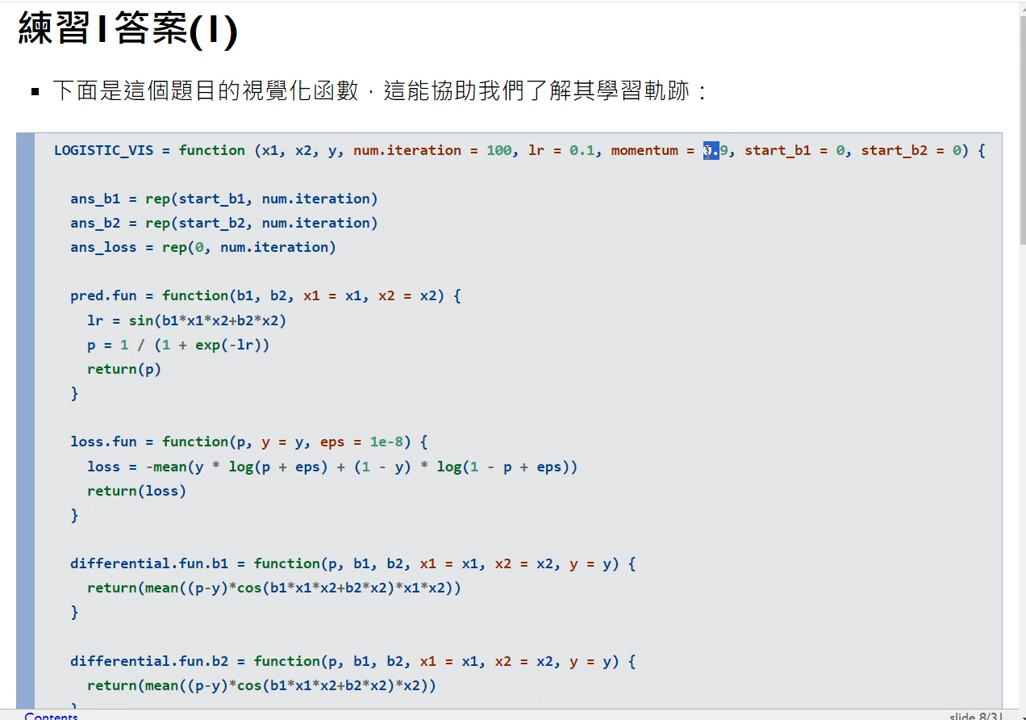 練習1答案(1)
下面是這個題目的視覺化函數，這能協助我們了解其學習軌跡：
LOGISTIC_VIS = function (x1, x2, y, num.iteration = 100, lr = 0.1, momentum = 0.9, start_b1 = 0, start_b2 = 0) {
ans_b1 = rep(start_b1, num.iteration)
ans_b2 = rep(start_b2, num.iteration)
ans_loss = rep(0, num.iteration)
pred.fun = function(b1, b2, x1 = x1, x2 = x2) {
lr = sin(b1*x1*x2+b2*x2)
p = 1 / (1 + exp(-lr))
return(p)
}
loss.fun = function(p, y = y, eps = 1e-8) {
loss = -mean(y * log(p + eps) + (1 - y) * log(1 - p + eps))
return(loss)
}
differential.fun.b1 = function(p, b1, b2, x1 = x1, x2 = x2, y = y) {
return(mean((p-y)*cos(b1*x1*x2+b2*x2)*x1*x2))
}
differential.fun.b2 = function(p, b1, b2, x1 = x1, x2 = x2, y = y) {
return(mean((p-y)*cos(b1*x1*x2+b2*x2)*x2))
}
Contents
slide 8/31